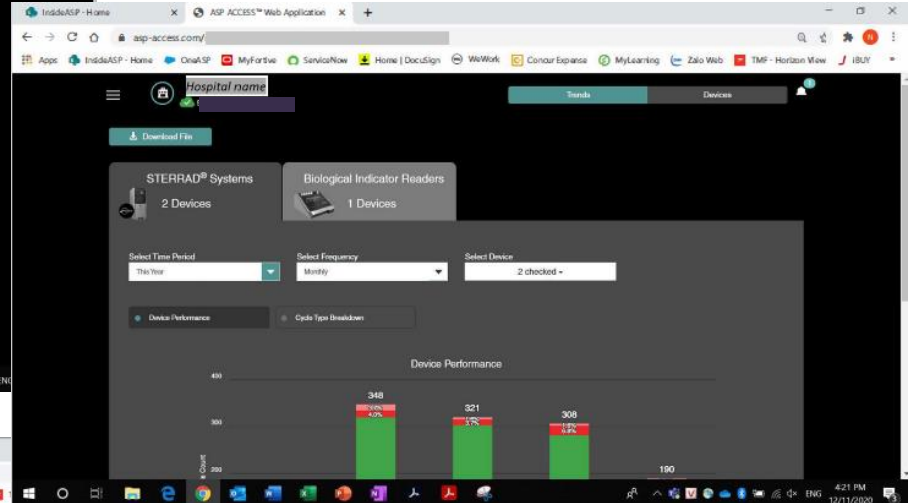 InsideASP - Home
ASP ACCESS™ Web Application
asp-access.com/
Apps
InsideASP - Home
OneASP
MyFortive
ServiceNow
Home | DocuSign
WeWork
Concur Expense
MyLearning
Zalo Web
TMF - Horizon View
iBUY
Hospital name
Trends
Devices
1
Download File
STERRAD® Systems
2 Devices
Biological Indicator Readers
1 Devices
Select Time Period
Select Frequency
Select Device
This Year
Monthly
2 checked
Device Performance
Cycle Type Breakdown
Device Performance
400
348
4.0%
321
3.7%
308
300
190
200
Count
ENG
4:21 PM
12/11/2020